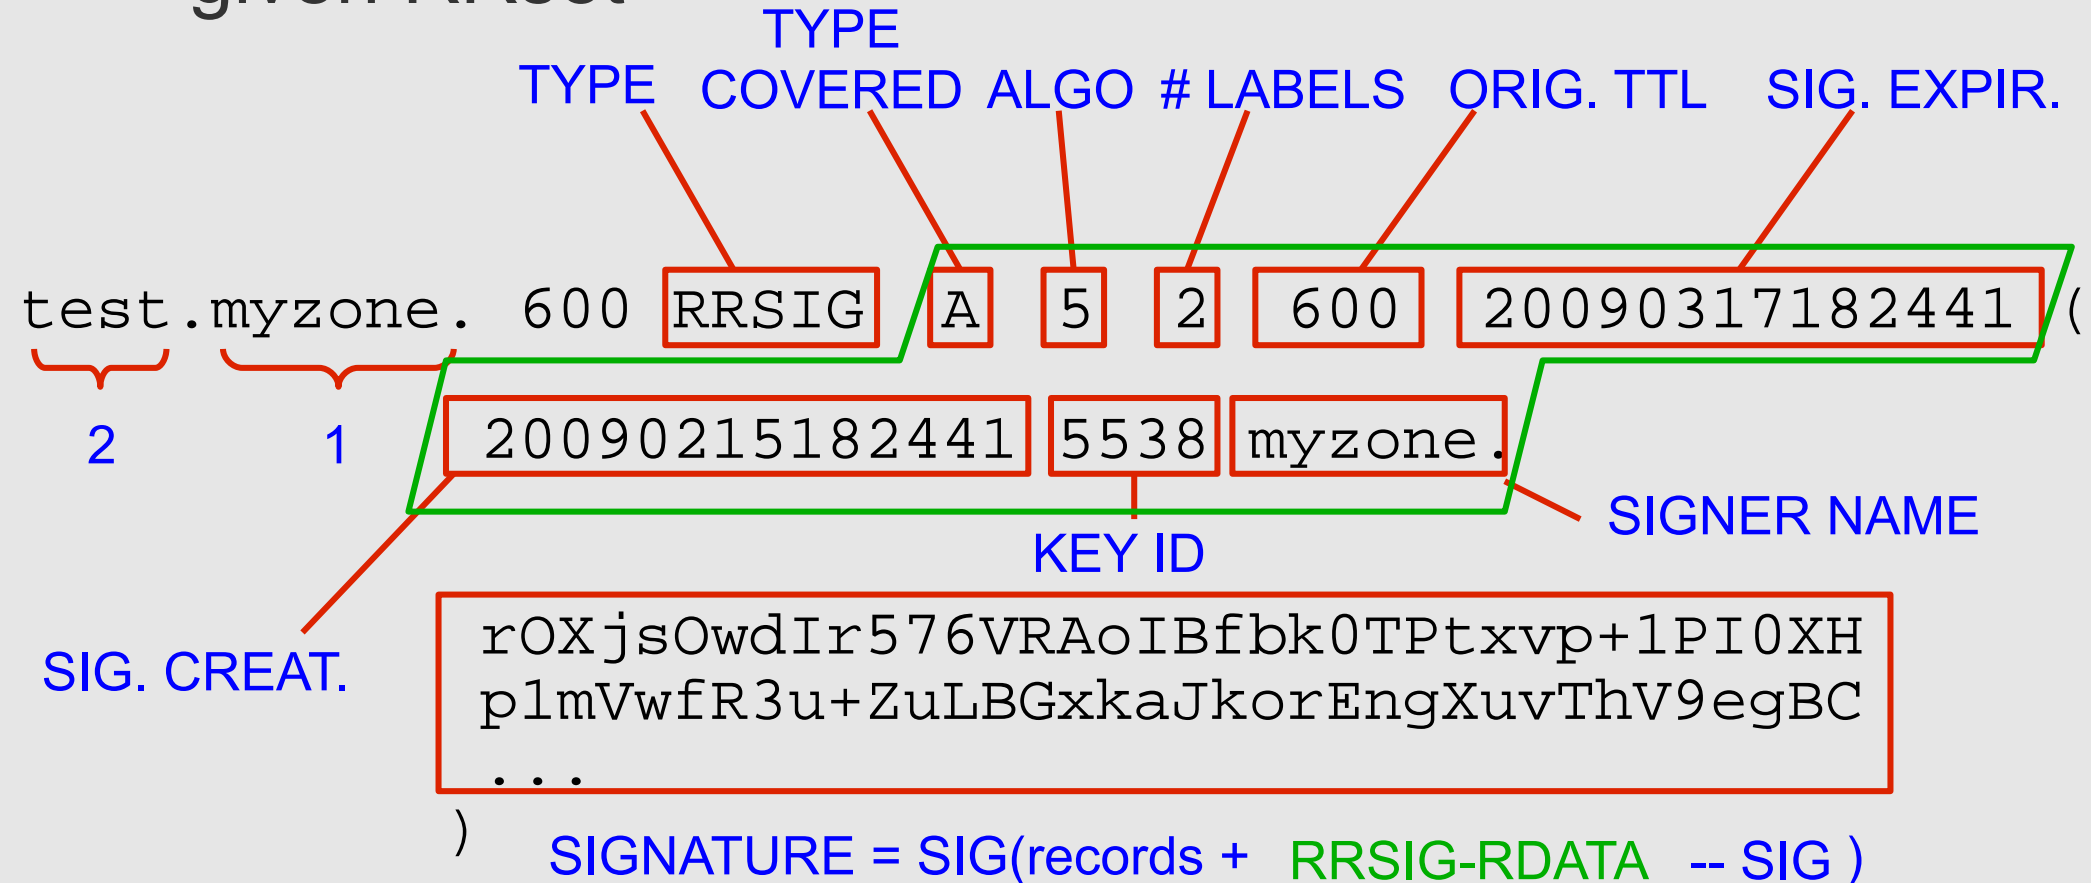 given RRset
TYPE
TYPE COVERED ALGO # LABELS ORIG. TTL SIG. EXPIR.
test.myzone. 600 RRSIG A 5 2 600 20090317182441 (
2 1 20090215182441 5538 myzone.
SIGNER NAME
KEY ID
rOXjsOwdIr576VRAoIBfbk0TPtxvp+1PI0XH
SIG. CREAT.
p1mVwfR3u+ZuLBGxkaJkorEngXuvThV9egBC
...
)
SIGNATURE = SIG(records + RRSIG-RDATA -- SIG )